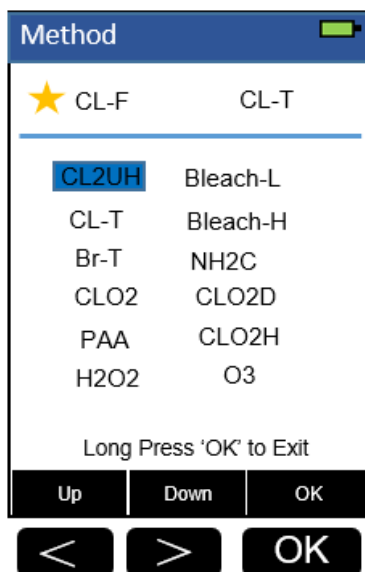 Method
CL-F CL-T
CL2UH Bleach-L
CL-T Bleach-H
Br-T NH2C
CLO2 CLO2D
PAA CLO2H
H2O2 O3
Long Press 'OK' to Exit
Up Down OK
< > OK